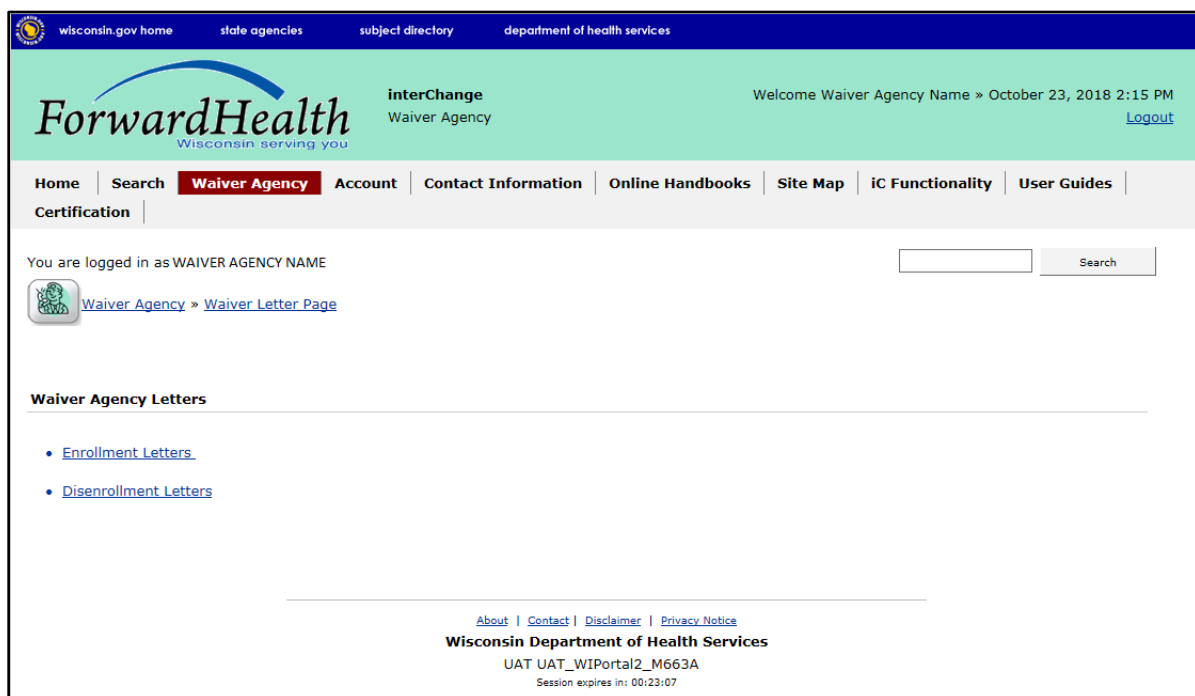 wisconsin.gov home state agencies subject directory department of health services
ForwardHealth
Wisconsin serving you
interChange
Waiver Agency
Welcome Waiver Agency Name » October 23, 2018 2:15 PM
Logout
Home Search Waiver Agency Account Contact Information Online Handbooks Site Map iC Functionality User Guides
Certification
You are logged in as WAIVER AGENCY NAME
Search
Waiver Agency » Waiver Letter Page
Waiver Agency Letters
• Enrollment Letters
• Disenrollment Letters
About | Contact | Disclaimer | Privacy Notice
Wisconsin Department of Health Services
UAT UAT_WIPortal2_M663A
Session expires in: 00:23:07